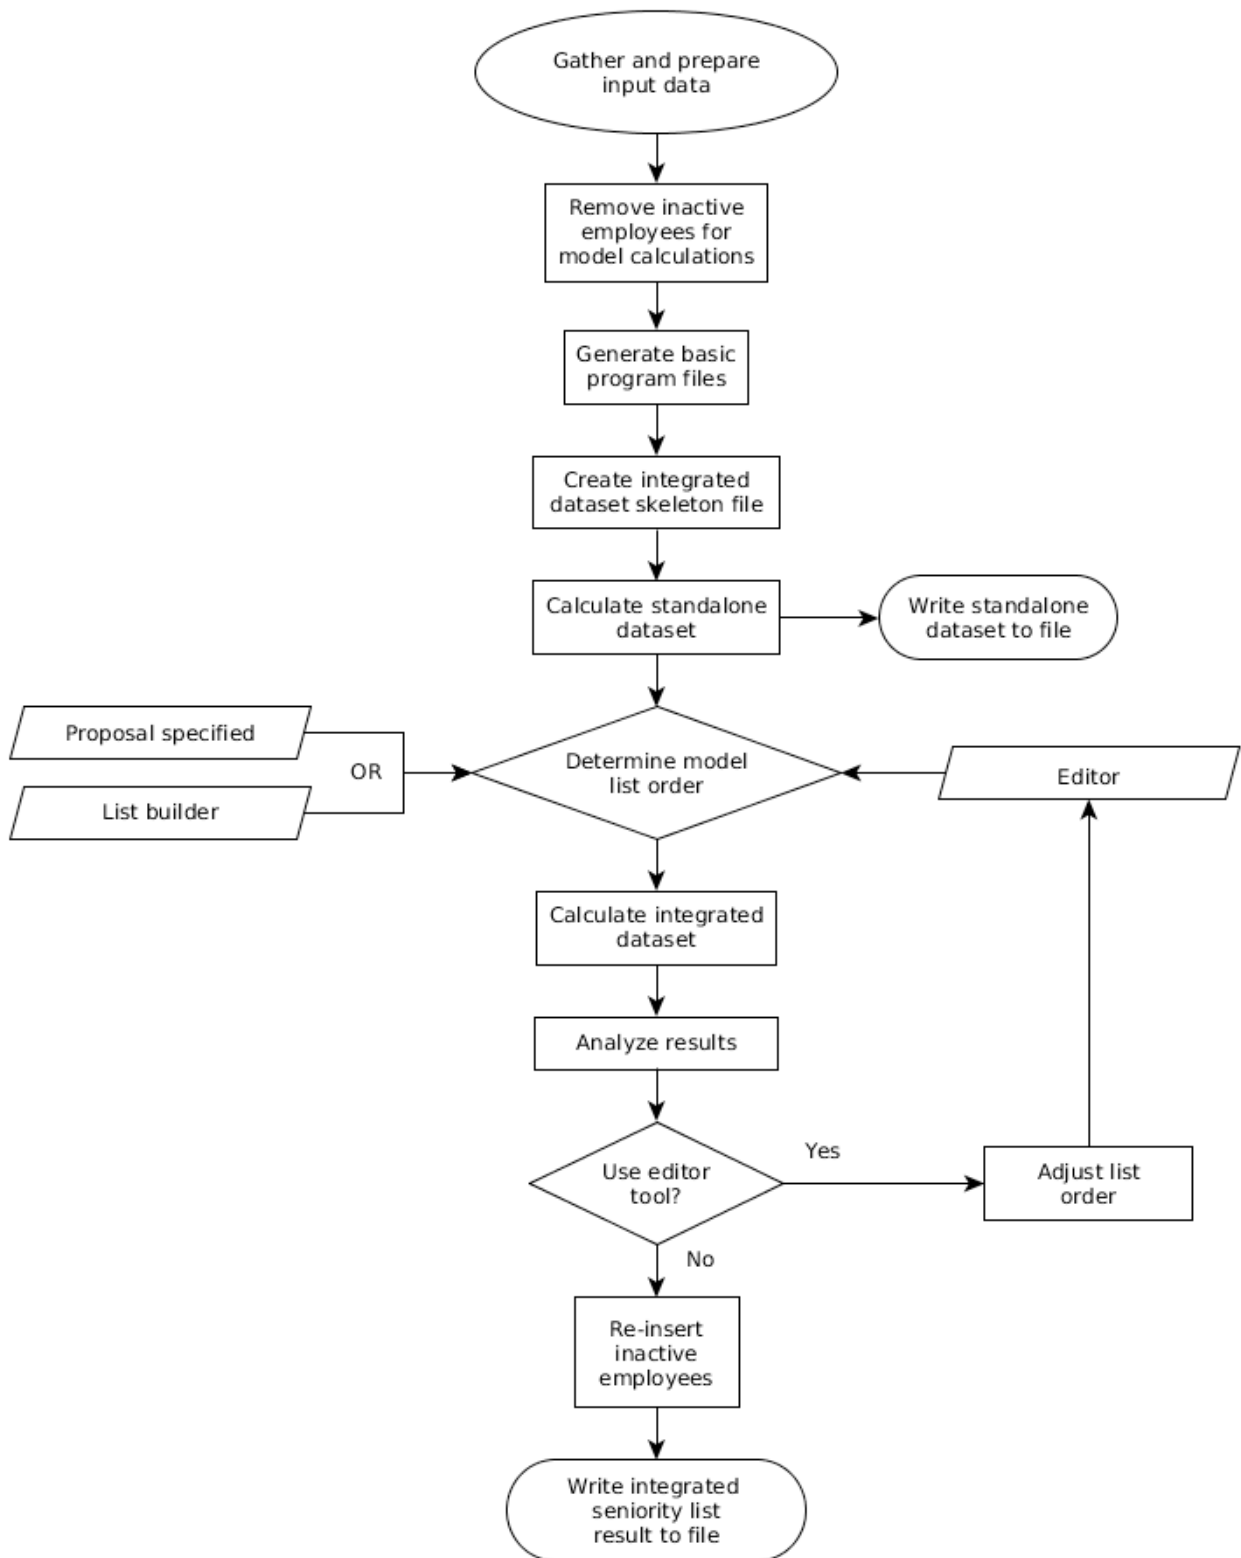 Gather and prepare
input data
Remove inactive
employees for
model calculations
Generate basic
program files
Create integrated
dataset skeleton file
Calculate standalone
dataset
Write standalone
dataset to file
Proposal specified
OR
List builder
Determine model
list order
Editor
Calculate integrated
dataset
Analyze results
Use editor
tool?
Yes
Adjust list
order
No
Re-insert
inactive
employees
Write integrated
seniority list
result to file